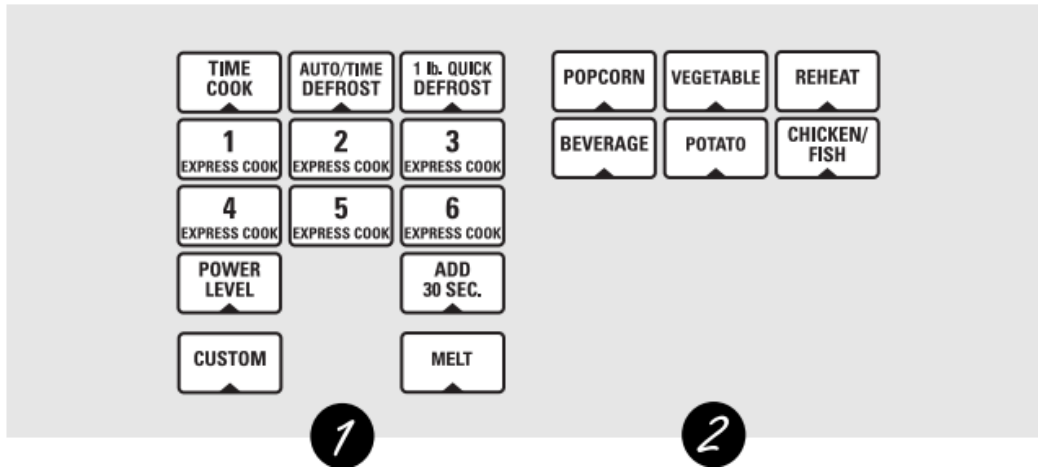 TIME
COOK
AUTO/TIME
DEFROST
1 lb. QUICK
DEFROST
1
EXPRESS COOK
2
EXPRESS COOK
3
EXPRESS COOK
4
EXPRESS COOK
5
EXPRESS COOK
6
EXPRESS COOK
POWER
LEVEL
ADD
30 SEC.
CUSTOM
MELT
1
POPCORN
VEGETABLE
REHEAT
BEVERAGE
POTATO
CHICKEN/
FISH
2